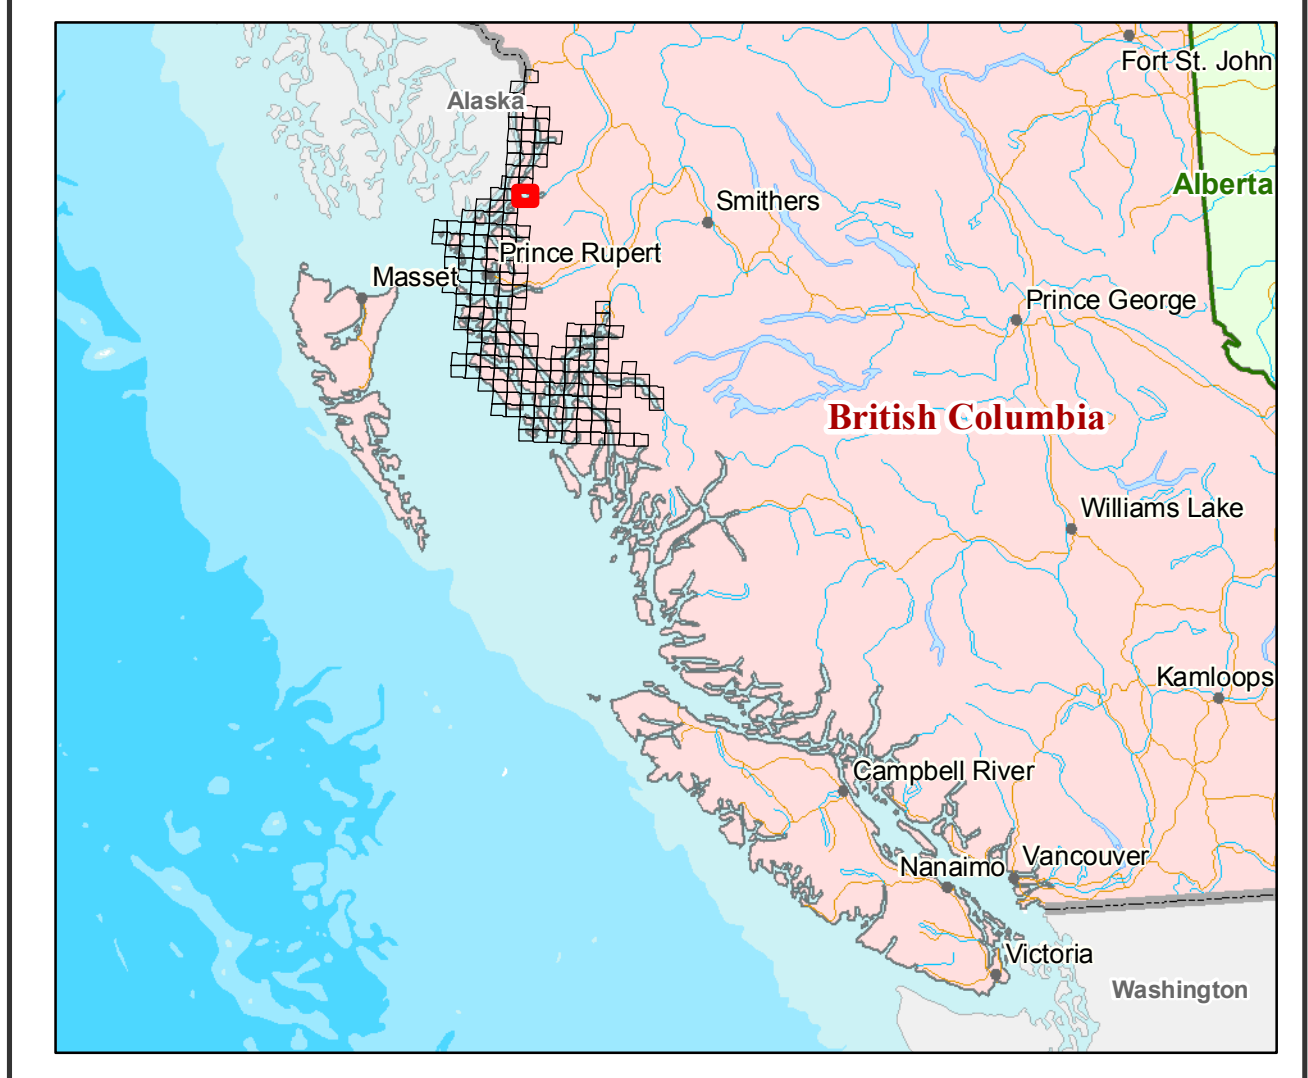 Fort St. John
Alaska
Alberta
Smithers
Prince Rupert
Masset
Prince George
British Columbia
Williams Lake
Kamloops
Campbell River
Vancouver
Nanaimo
Victoria
Washington